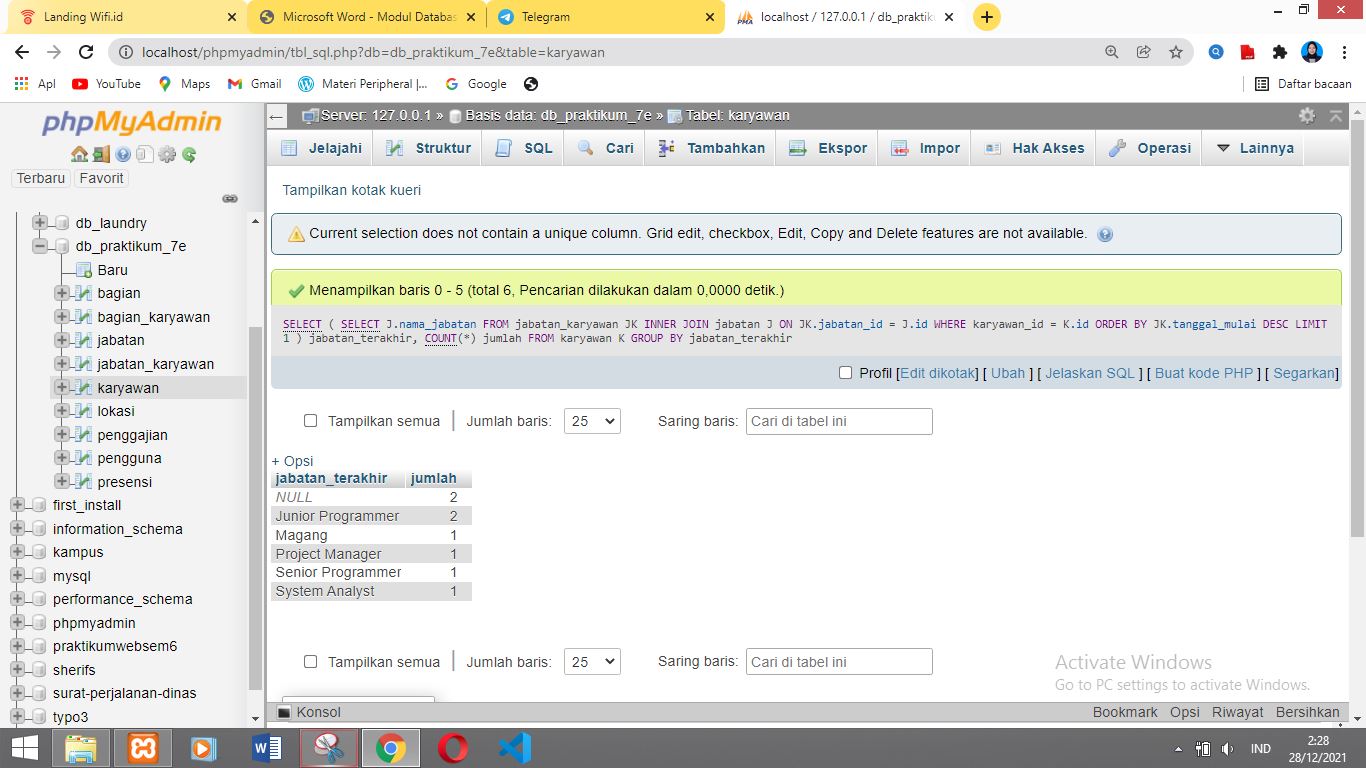 Landing Wifi.id
Microsoft Word - Modul Databas
Telegram
localhost / 127.0.0.1 / db_praktik
localhost/phpmyadmin/tbl_sql.php?db=db_praktikum_7e&table=karyawan
Apl
YouTube
Maps
Gmail
Materi Peripheral |...
Google
Daftar bacaan
phpMyAdmin
Terbaru
Favorit
db_laundry
db_praktikum_7e
Baru
bagian
bagian_karyawan
jabatan
jabatan_karyawan
karyawan
lokasi
penggajian
pengguna
presensi
first_install
information_schema
kampus
mysql
performance_schema
phpmyadmin
praktikumwebsem6
sherifs
surat-perjalanan-dinas
typo3
Server: 127.0.0.1 » Basis data: db_praktikum_7e » Tabel: karyawan
Jelajahi
Struktur
SQL
Cari
Tambahkan
Ekspor
Impor
Hak Akses
Operasi
Lainnya
Tampilkan kotak kueri
Current selection does not contain a unique column. Grid edit, checkbox, Edit, Copy and Delete features are not available.
Menampilkan baris 0 - 5 (total 6, Pencarian dilakukan dalam 0,0000 detik.)
SELECT ( SELECT J.nama_jabatan FROM jabatan_karyawan JK INNER JOIN jabatan J ON JK.jabatan_id = J.id WHERE karyawan_id = K.id ORDER BY JK.tanggal_mulai DESC LIMIT
1 ) jabatan_terakhir, COUNT(*) jumlah FROM karyawan K GROUP BY jabatan_terakhir
Profil [Edit dikotak] [ Ubah ] [ Jelaskan SQL ] [ Buat kode PHP ] [ Segarkan]
Tampilkan semua
Jumlah baris: 25
Saring baris: Cari di tabel ini
+ Opsi
jabatan_terakhir jumlah
NULL 2
Junior Programmer 2
Magang 1
Project Manager 1
Senior Programmer 1
System Analyst 1
Tampilkan semua
Jumlah baris: 25
Saring baris: Cari di tabel ini
Activate Windows
Go to PC settings to activate Windows.
Konsol
Bookmark Opsi Riwayat Bersihkan
IND
2:28
28/12/2021